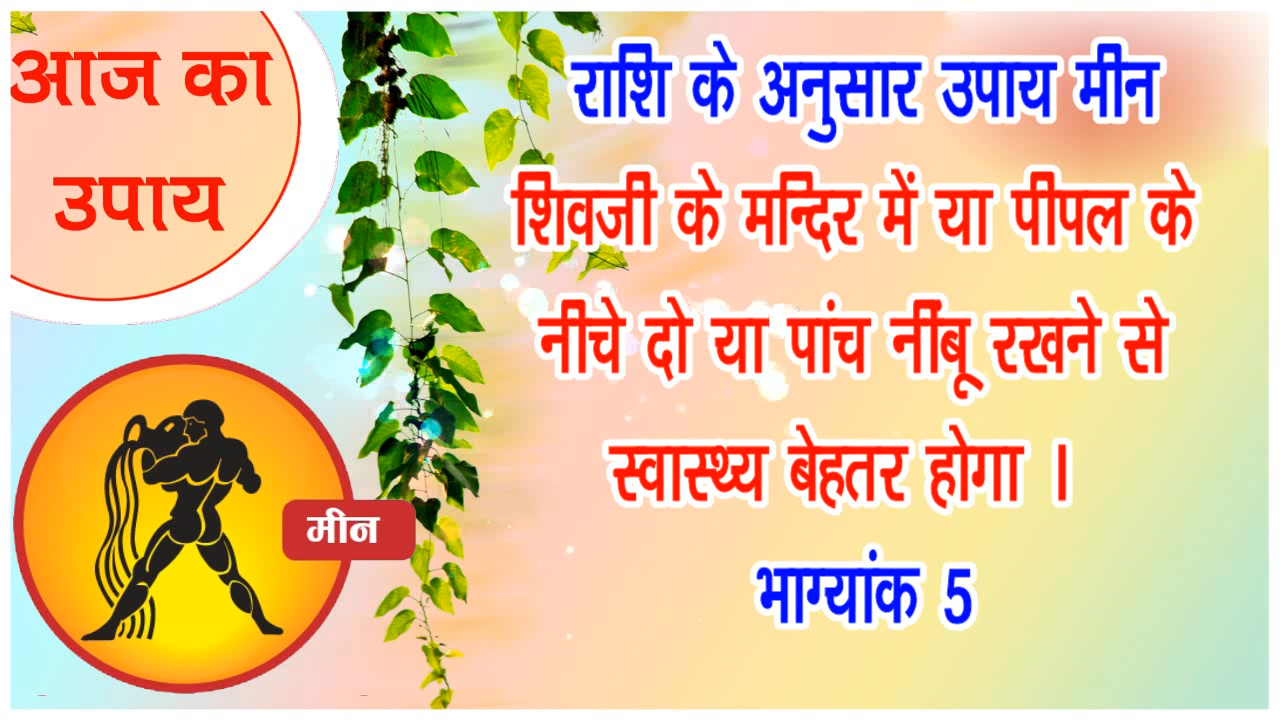 आज का
उपाय
राशि के अनुसार उपाय मीन
शिवजी के मन्दिर में या पीपल के
नीचे दो या पांच नींबू रखने से
स्वास्थ्य बेहतर होगा ।
भाग्यांक 5
मीन